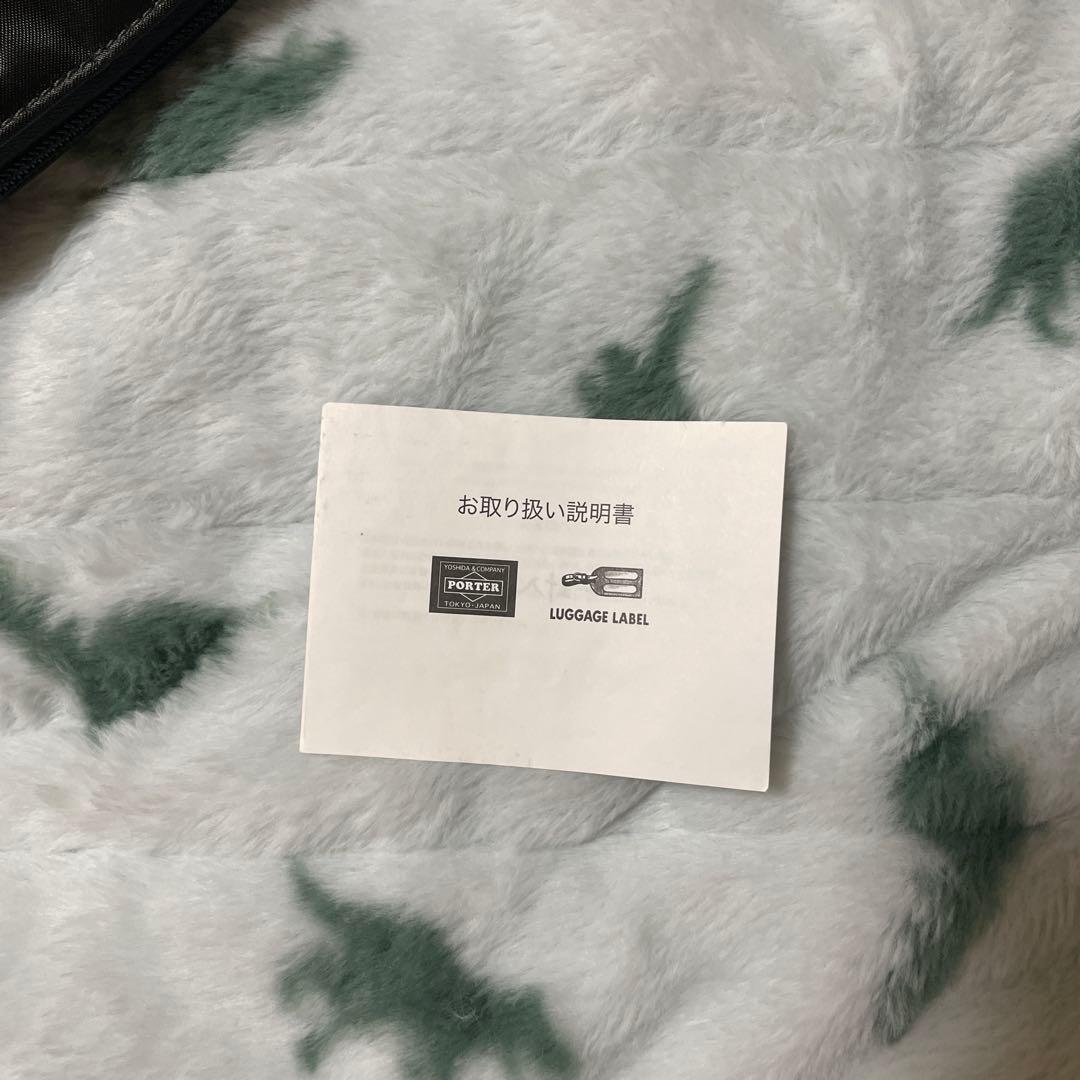 お取り扱い説明書
YOSHIDA & COMPANY
PORTER
TOKYO-JAPAN
LUGGAGE LABEL